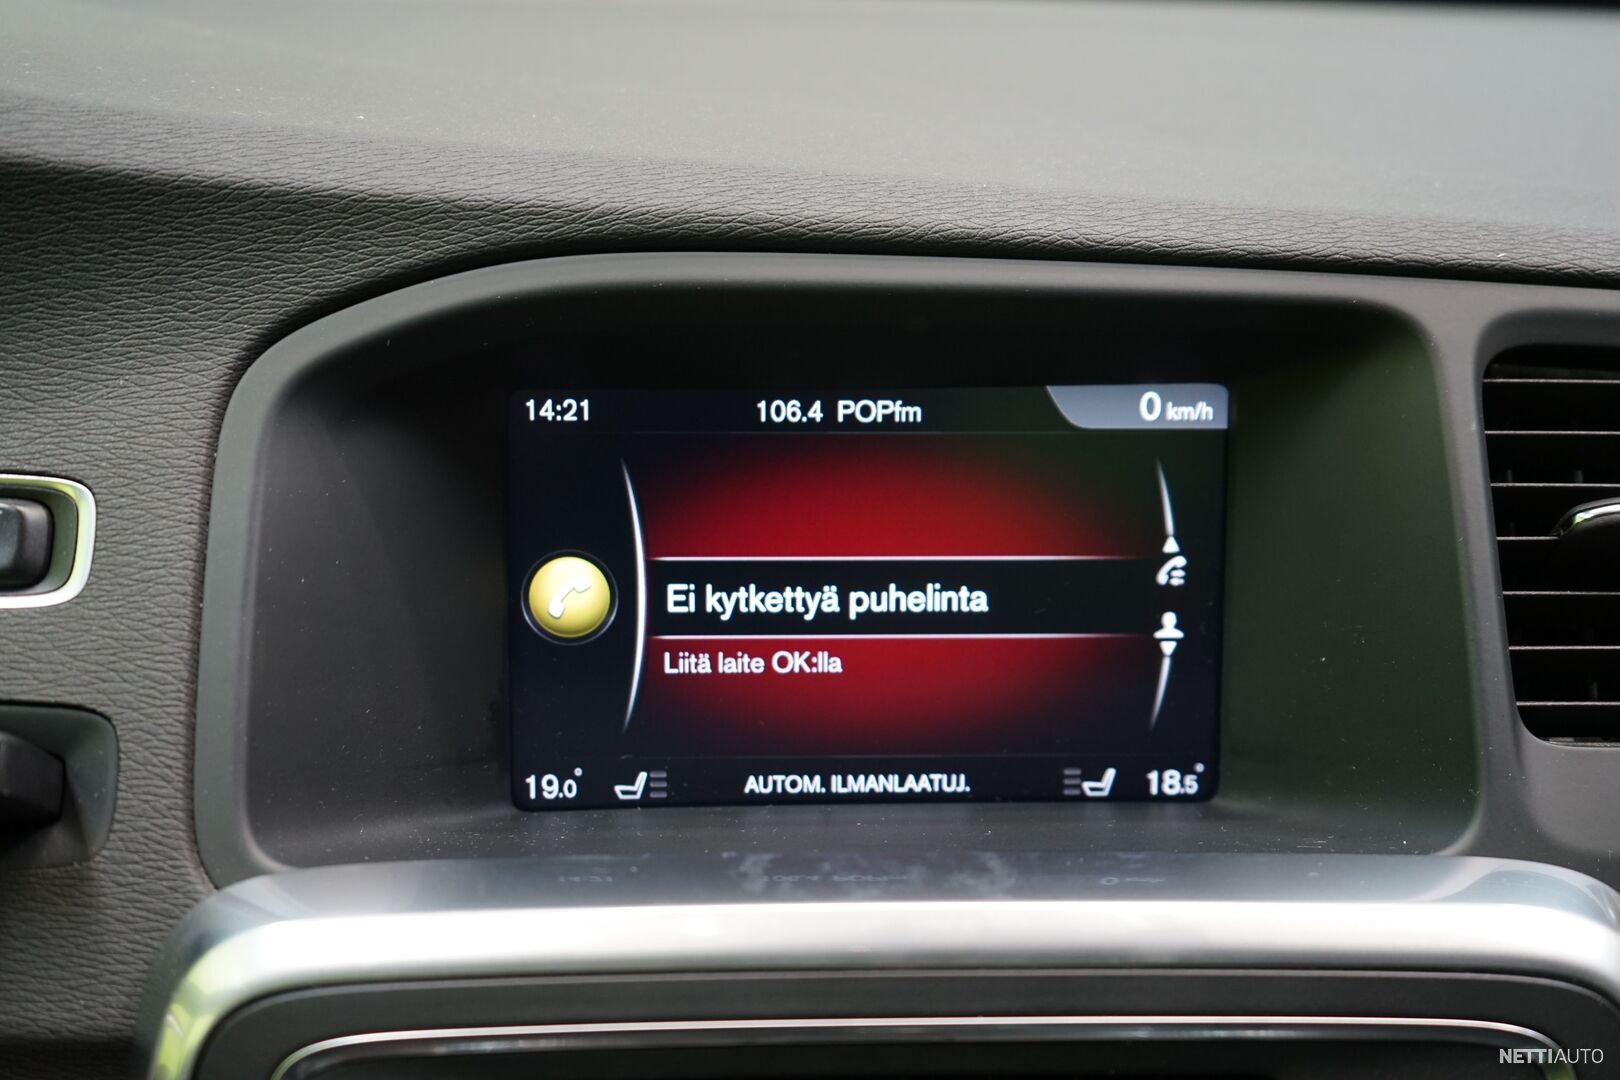 14:21 106.4 POPfm 0 km/h
Ei kytkettyä puhelinta
Liitä laite OK:lla
19.0° AUTOM. ILMANLAATUJ. 18.5°
NETTIAUTO